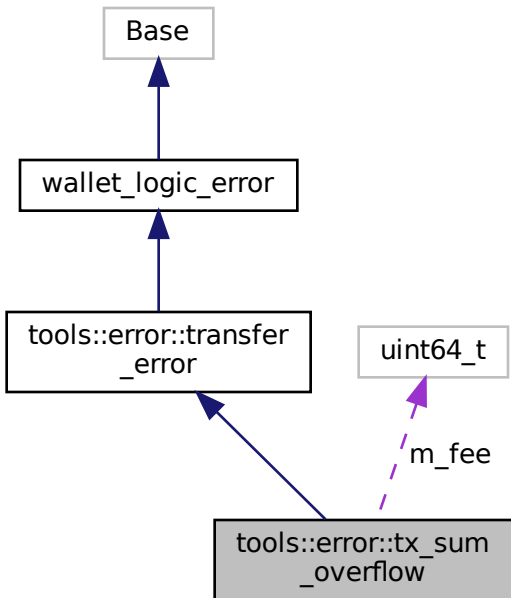 Base
wallet_logic_error
tools::error::transfer
_error
uint64_t
m_fee
tools::error::tx_sum
_overflow